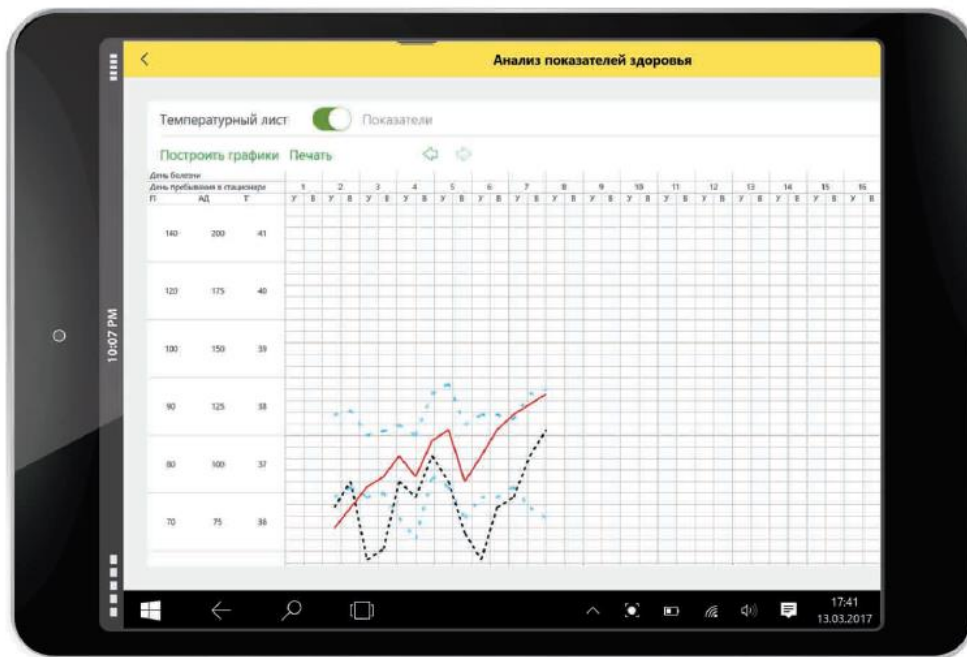 Анализ показателей здоровья
Температурный лист Показатели
Построить графики Печать
День болезни
День пребывания в стационаре 1 2 3 4 5 6 7 8 9 10 11 12 13 14 15 16
П АД Т У В У В У В У В У В У В У В У В У В У В У В У В У В У В У В У В
140 200 41
120 175 40
100 150 39
90 125 38
80 100 37
70 75 36
10:07 PM
17:41
13.03.2017